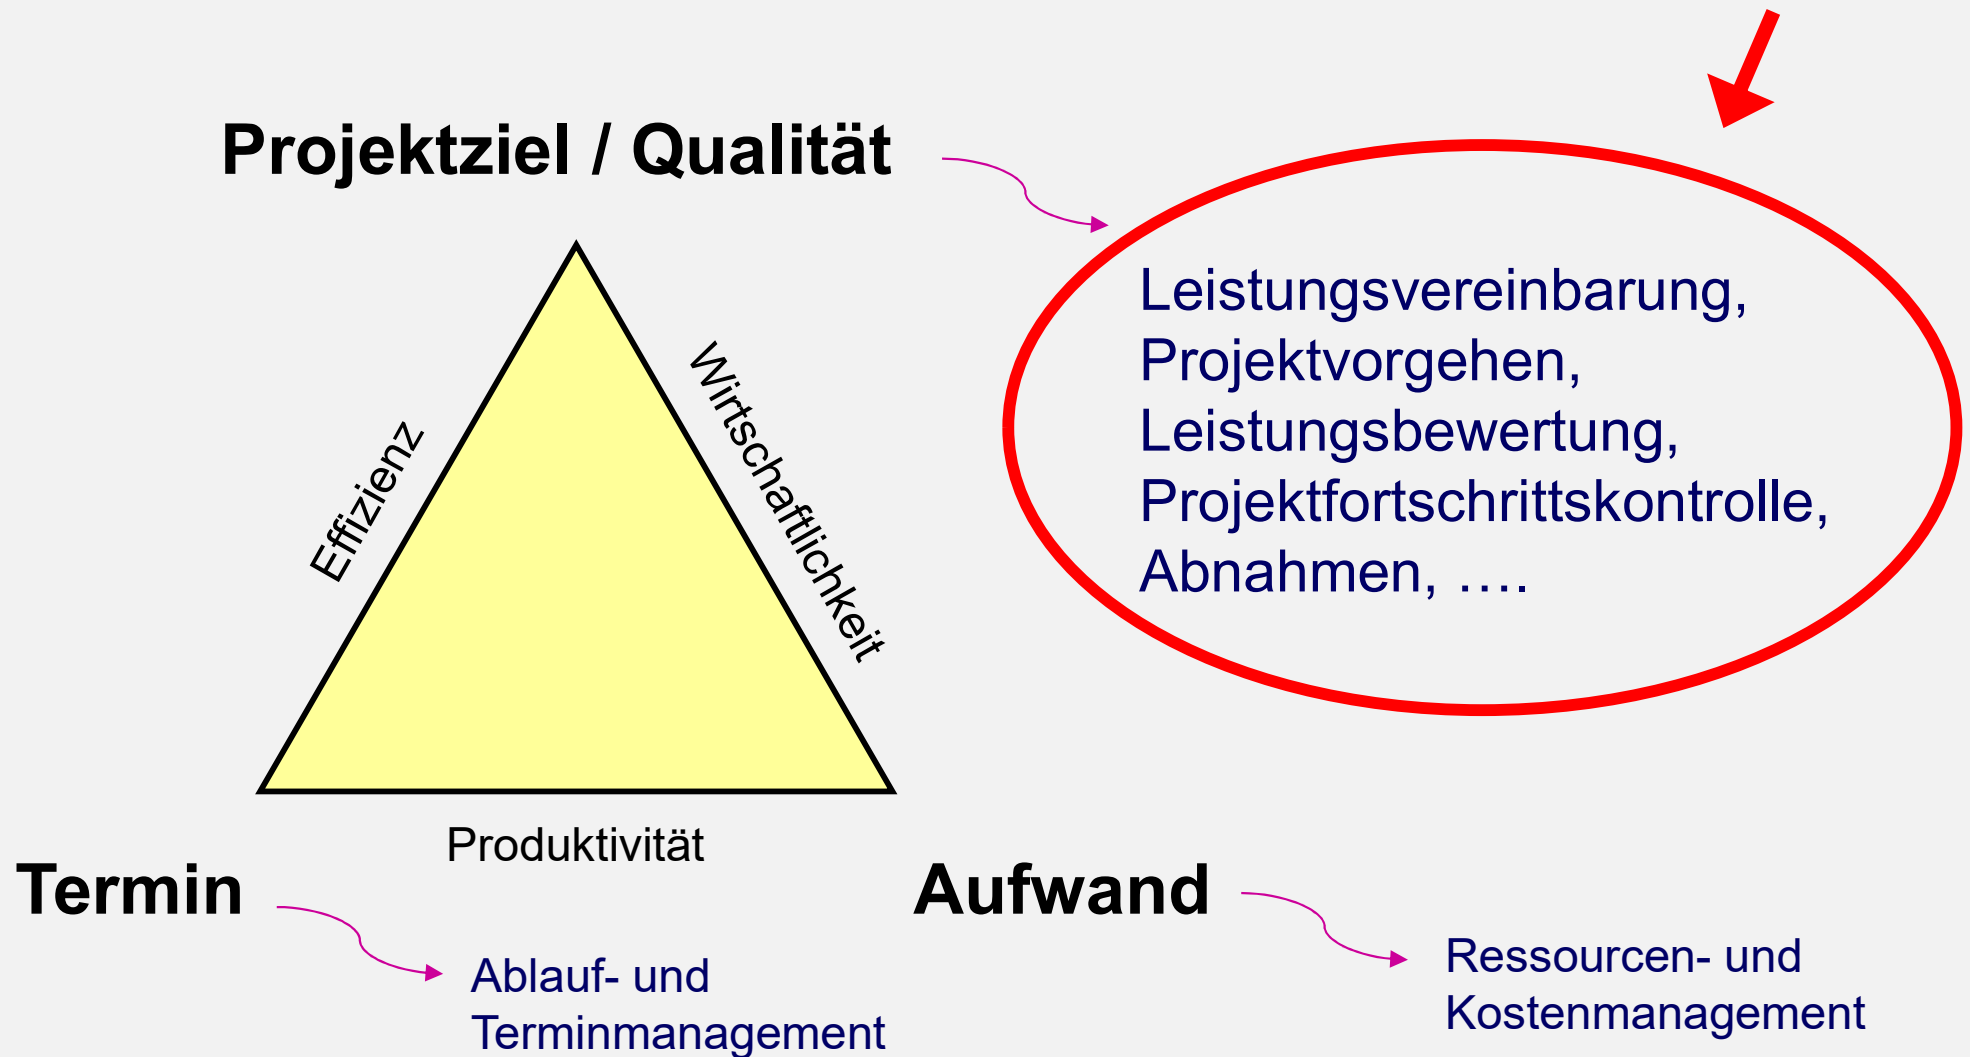 Projektziel / Qualität
Leistungsvereinbarung,
Projektvorgehen,
Leistungsbewertung,
Projektfortschrittskontrolle,
Abnahmen, ….
Effizienz
Wirtschaftlichkeit
Produktivität
Termin
Aufwand
Ablauf- und
Terminmanagement
Ressourcen- und
Kostenmanagement